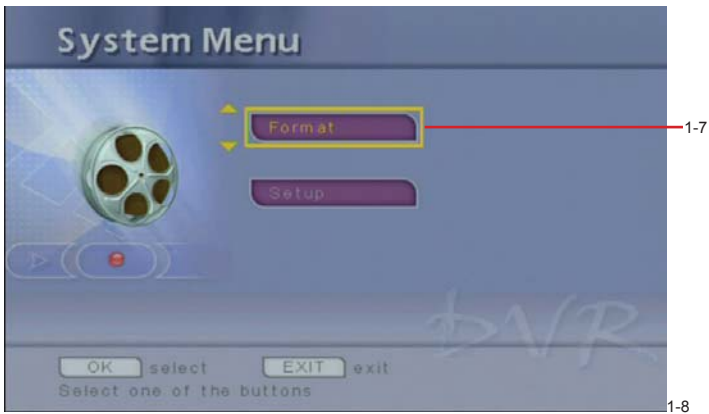 System Menu
Format
1-7
Setup
DVR
OK select EXIT exit
Select one of the buttons
1-8